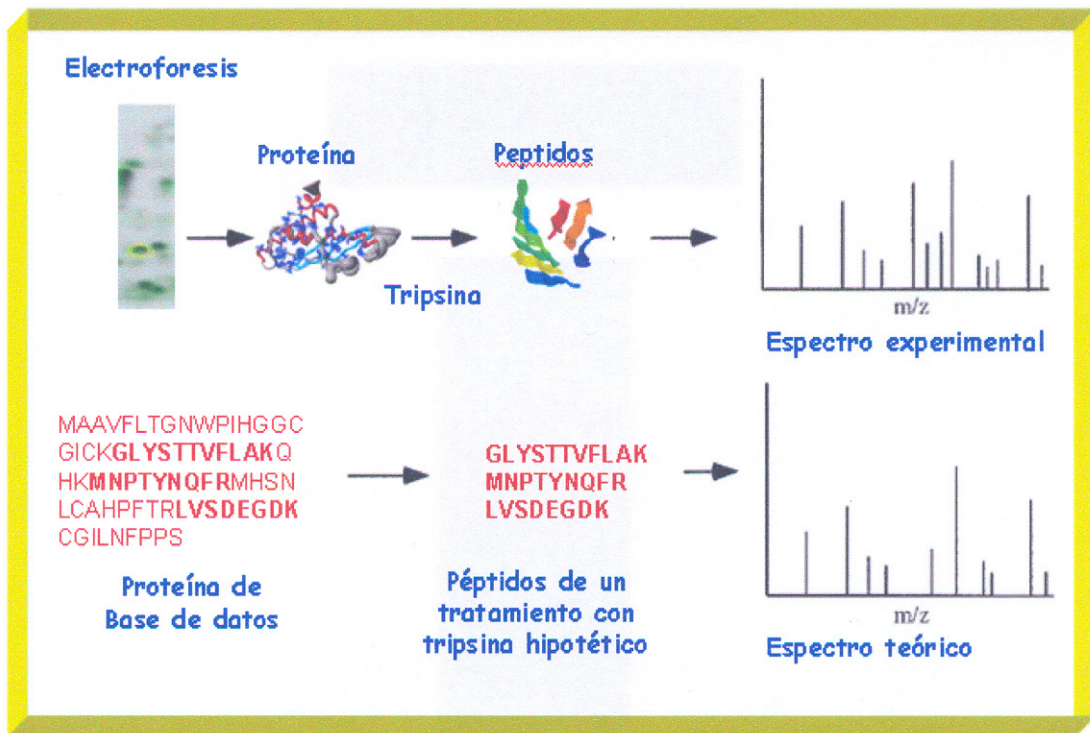 Electroforesis
Proteína
Peptidos
Tripsina
m/z
Espectro experimental
MAAVFLTGNWPIHGGC
GICKGLYSTTVFLAKQ
HKMNPTYNQFRMHSN
LCAHPFTRLVSDEGDK
CGILNFPPS
Proteína de
Base de datos
GLYSTTVFLAK
MNPTYNQFR
LVSDEGDK
Péptidos de un
tratamiento con
tripsina hipotético
m/z
Espectro teórico